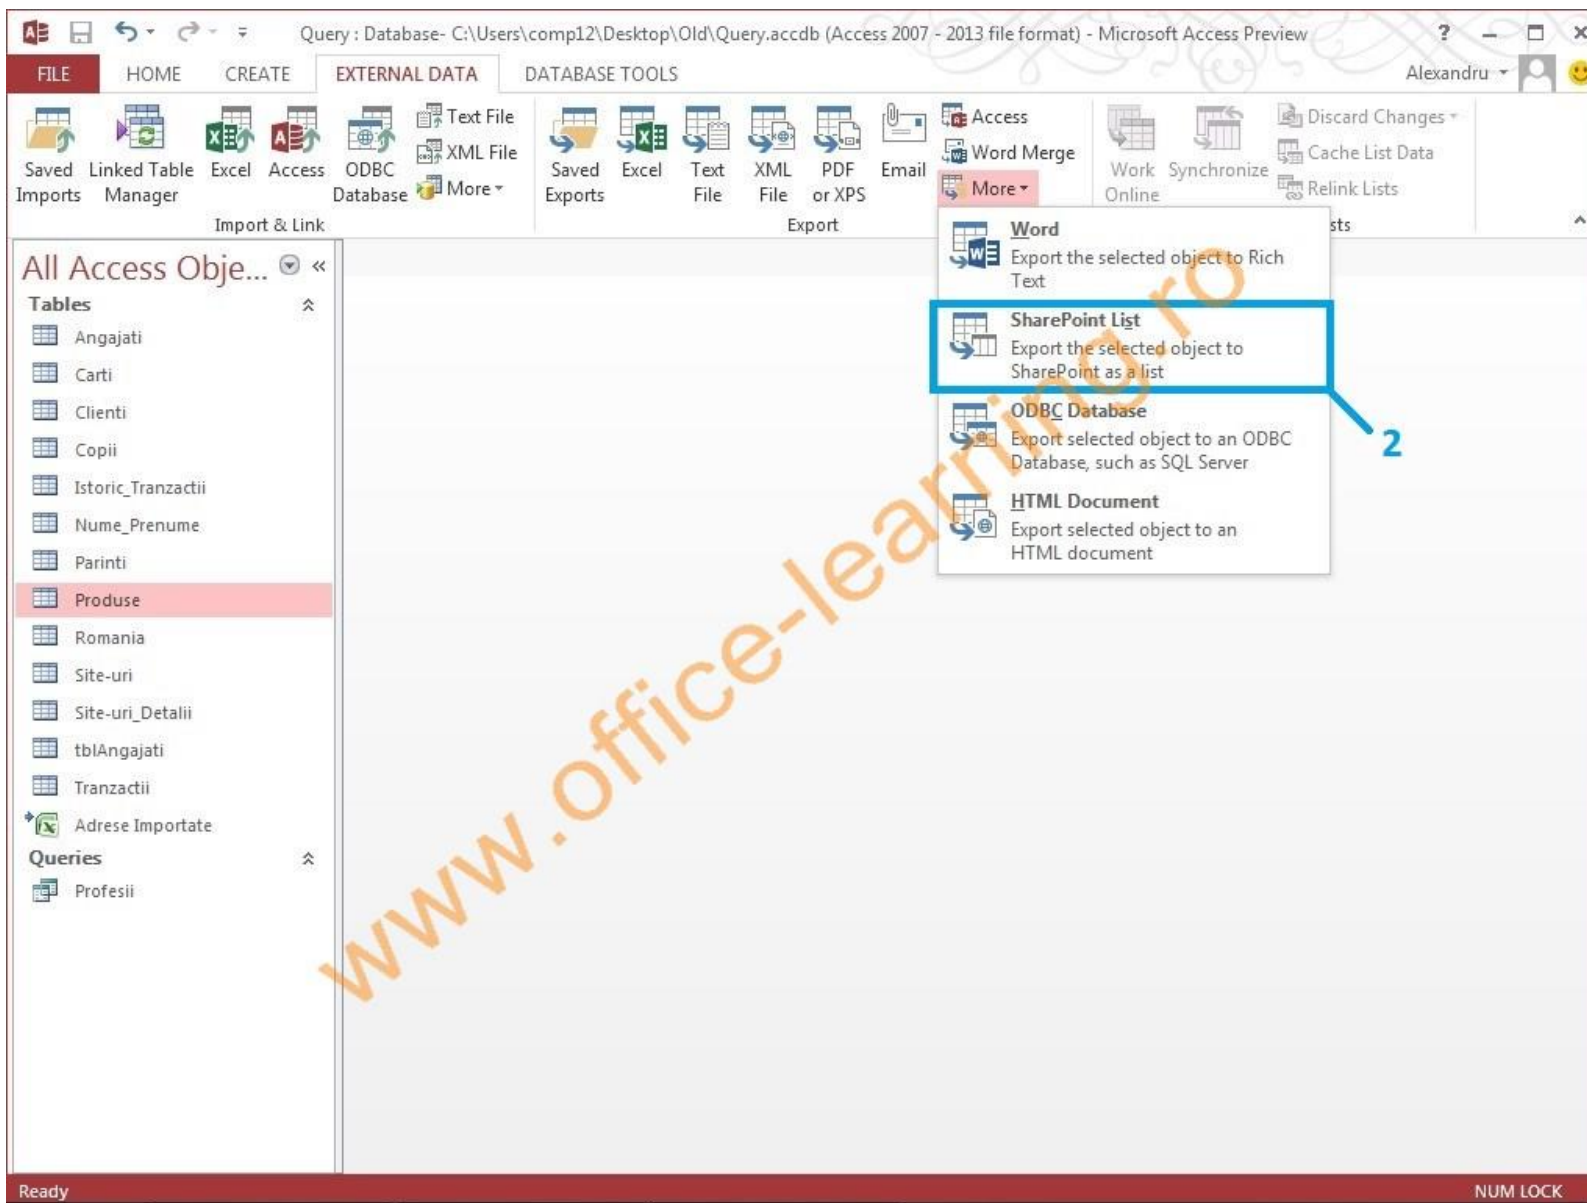 Query : Database- C:\Users\comp12\Desktop\Old\Query.accdb (Access 2007 - 2013 file format) - Microsoft Access Preview
FILE HOME CREATE EXTERNAL DATA DATABASE TOOLS Alexandru
Saved Imports
Linked Table Manager
Excel
Access
ODBC Database
Text File
XML File
More
Import & Link
Saved Exports
Excel
Text File
XML File
PDF or XPS
Email
Access
Word Merge
More
Export
Work Online
Synchronize
Discard Changes
Cache List Data
Relink Lists
sts
All Access Obje...
Tables
Angajati
Carti
Clienti
Copii
Istoric_Tranzactii
Nume_Prenume
Parinti
Produse
Romania
Site-uri
Site-uri_Detalii
tblAngajati
Tranzactii
Adrese Importate
Queries
Profesii
Word
Export the selected object to Rich
Text
SharePoint List
Export the selected object to
SharePoint as a list
ODBC Database
Export selected object to an ODBC
Database, such as SQL Server
HTML Document
Export selected object to an
HTML document
2
www.office-learning.ro
Ready NUM LOCK